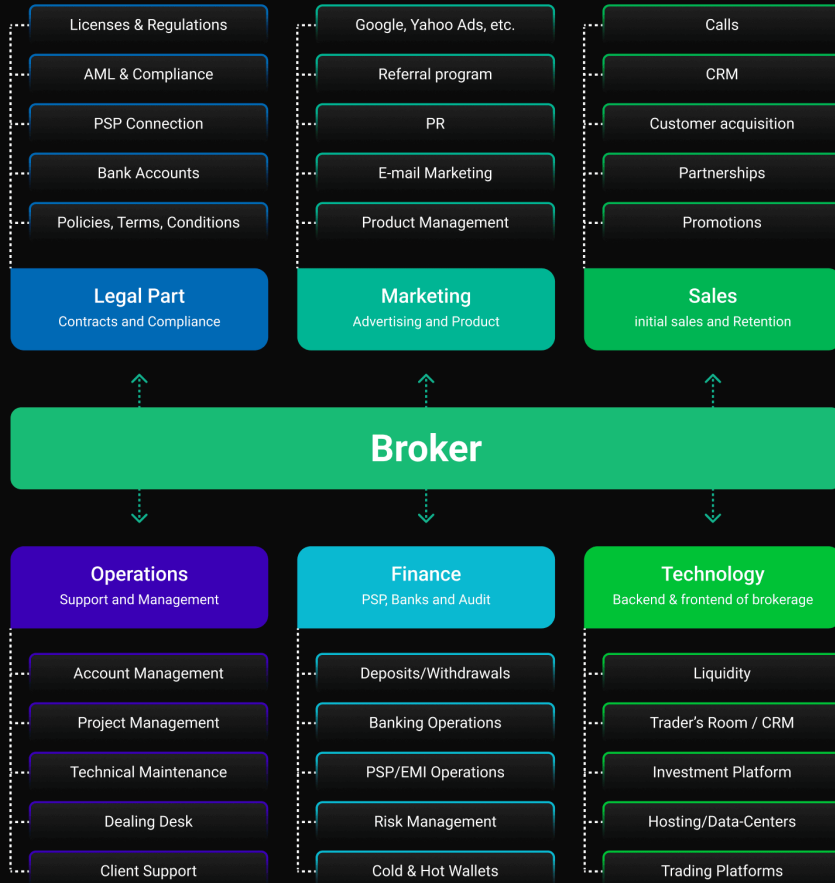 Licenses & Regulations
AML & Compliance
PSP Connection
Bank Accounts
Policies, Terms, Conditions
Legal Part
Contracts and Compliance
Google, Yahoo Ads, etc.
Referral program
PR
E-mail Marketing
Product Management
Marketing
Advertising and Product
Calls
CRM
Customer acquisition
Partnerships
Promotions
Sales
initial sales and Retention
Broker
Operations
Support and Management
Account Management
Project Management
Technical Maintenance
Dealing Desk
Client Support
Finance
PSP, Banks and Audit
Deposits/Withdrawals
Banking Operations
PSP/EMI Operations
Risk Management
Cold & Hot Wallets
Technology
Backend & frontend of brokerage
Liquidity
Trader’s Room / CRM
Investment Platform
Hosting/Data-Centers
Trading Platforms